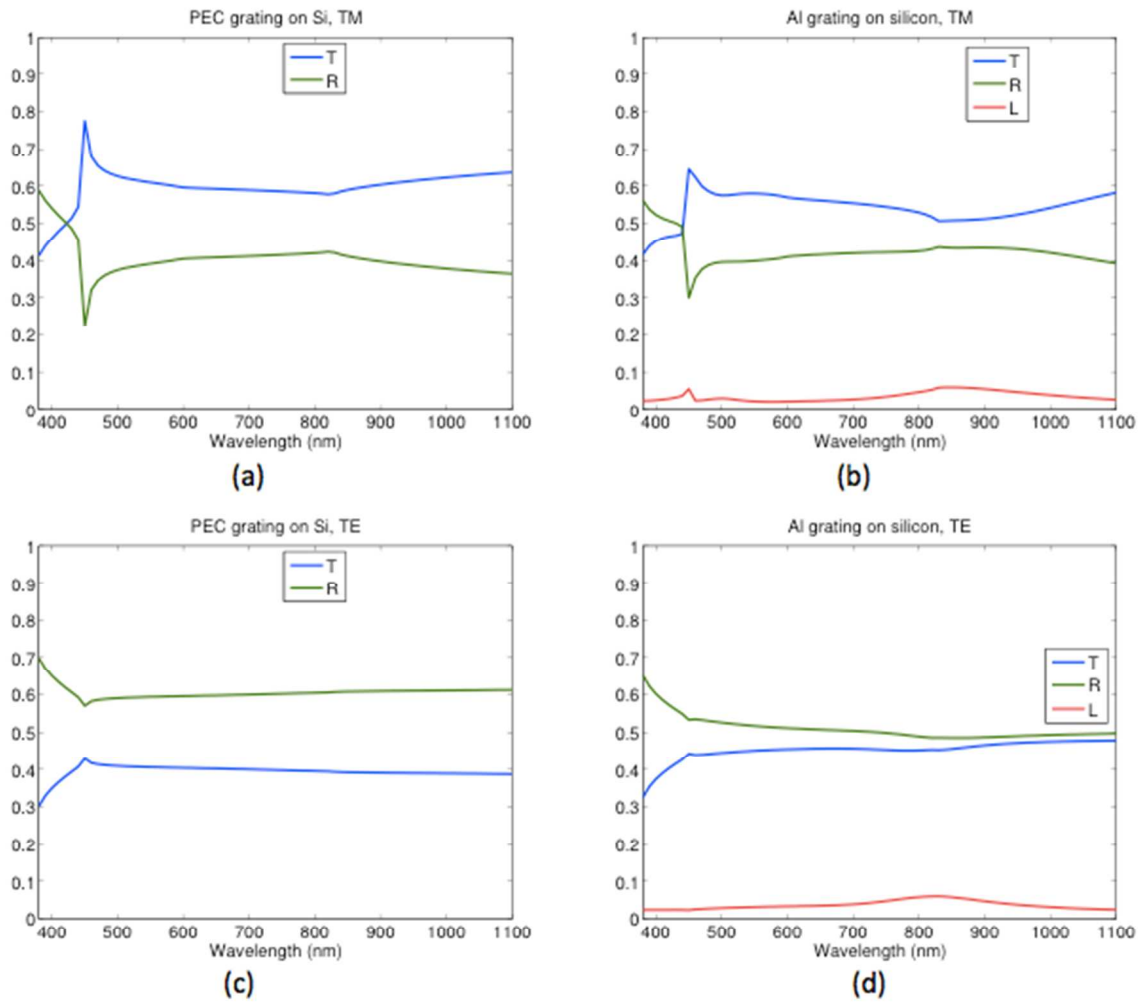 PEC grating on Si, TM
1
0.9
0.8
0.7
0.6
0.5
0.4
0.3
0.2
0.1
0
T
R
400 500 600 700 800 900 1000 1100
Wavelength (nm)
(a)
Al grating on silicon, TM
1
0.9
0.8
0.7
0.6
0.5
0.4
0.3
0.2
0.1
0
T
R
L
400 500 600 700 800 900 1000 1100
Wavelength (nm)
(b)
PEC grating on Si, TE
1
0.9
0.8
0.7
0.6
0.5
0.4
0.3
0.2
0.1
0
T
R
400 500 600 700 800 900 1000 1100
Wavelength (nm)
(c)
Al grating on silicon, TE
1
0.9
0.8
0.7
0.6
0.5
0.4
0.3
0.2
0.1
0
T
R
L
400 500 600 700 800 900 1000 1100
Wavelength (nm)
(d)